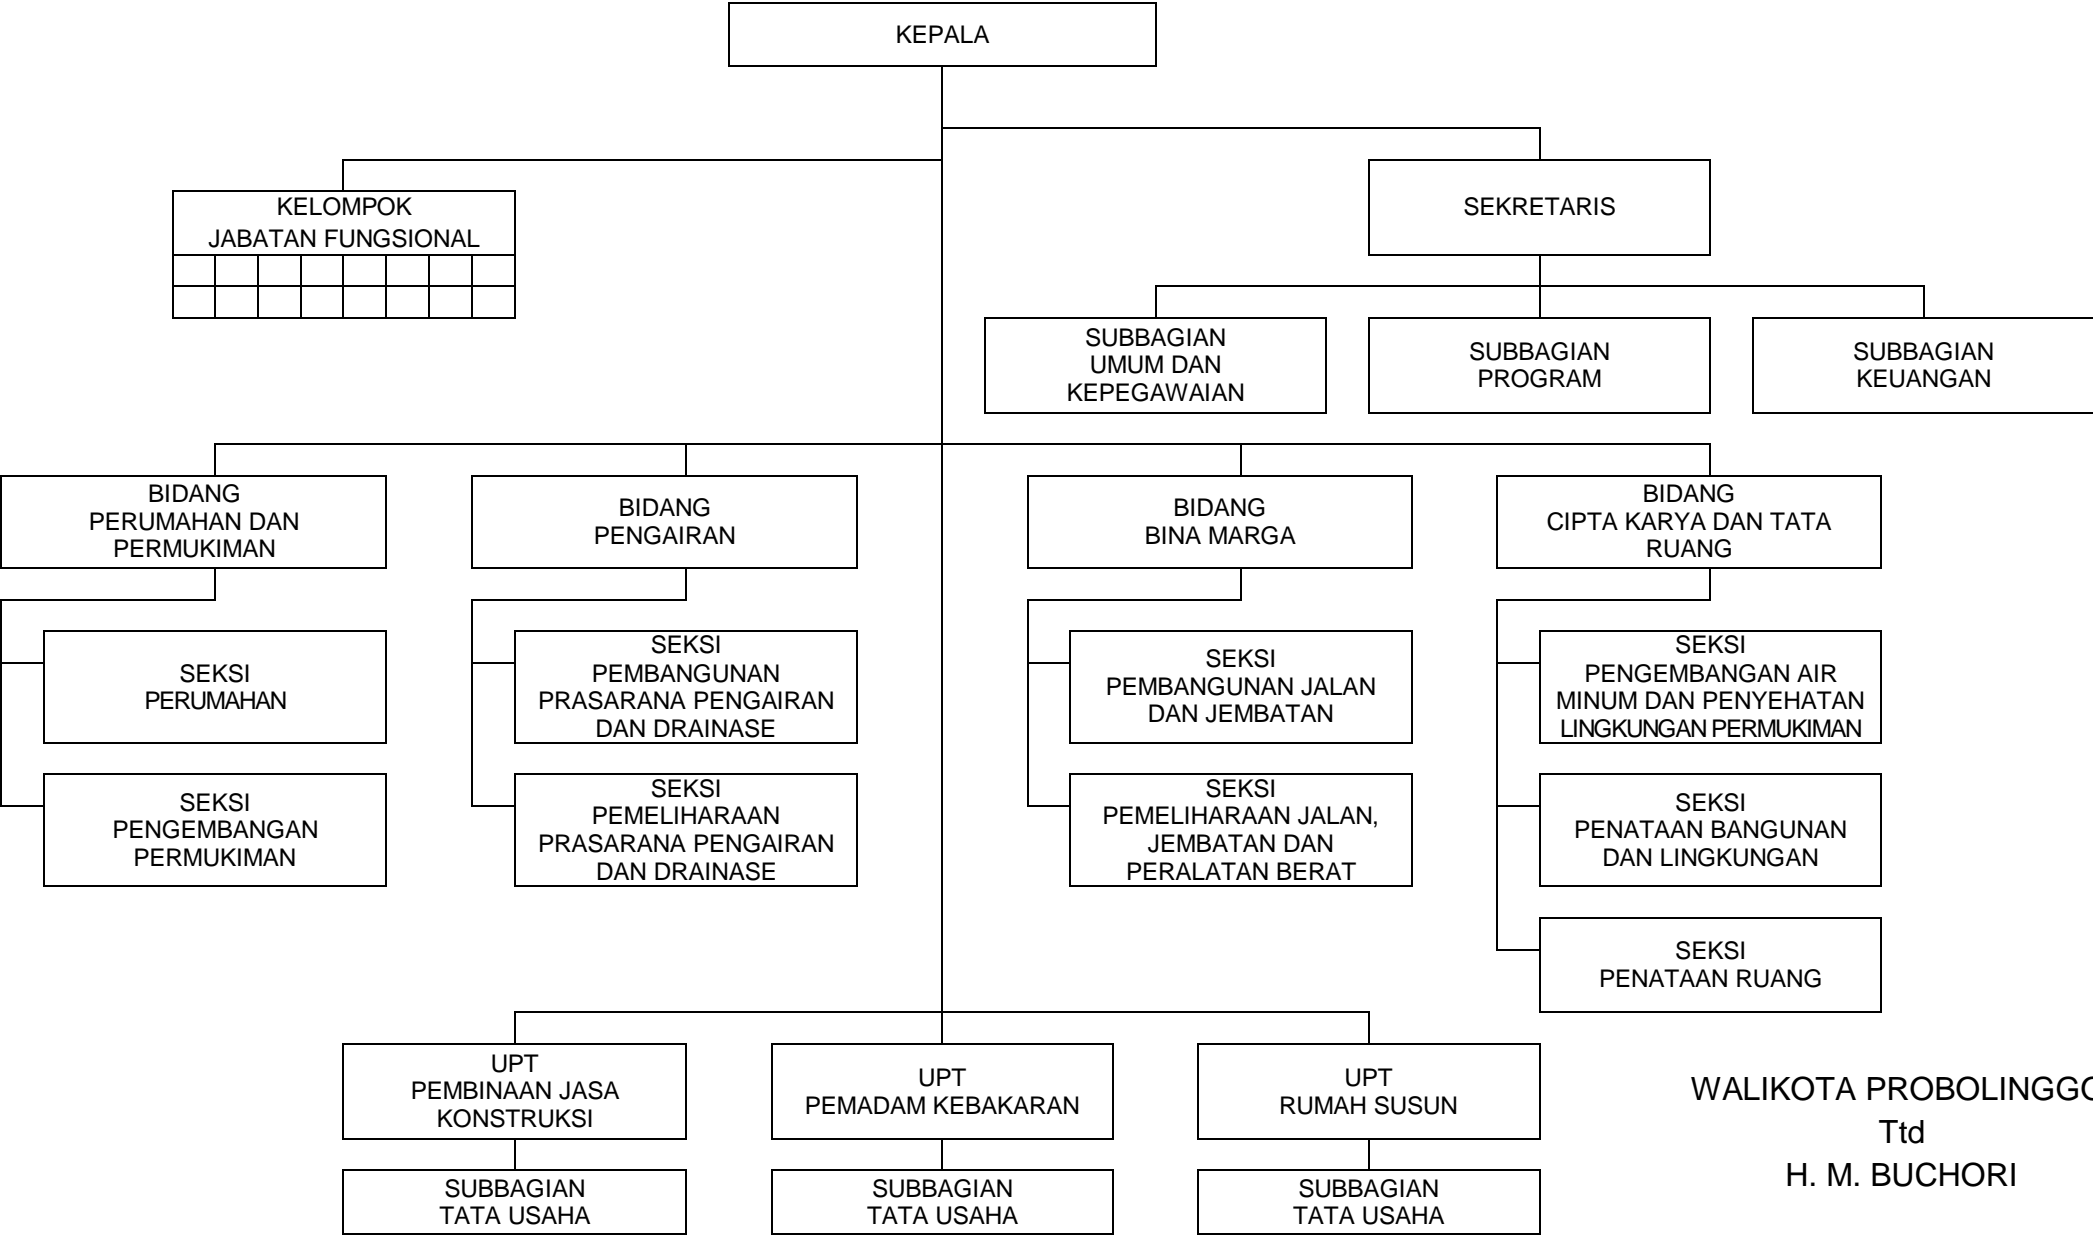 KEPALA
KELOMPOK
JABATAN FUNGSIONAL
SEKRETARIS
SUBBAGIAN
UMUM DAN
KEPEGAWAIAN
SUBBAGIAN
PROGRAM
SUBBAGIAN
KEUANGAN
BIDANG
PERUMAHAN DAN
PERMUKIMAN
BIDANG
PENGAIRAN
BIDANG
BINA MARGA
BIDANG
CIPTA KARYA DAN TATA
RUANG
SEKSI
PERUMAHAN
SEKSI
PEMBANGUNAN
PRASARANA PENGAIRAN
DAN DRAINASE
SEKSI
PEMBANGUNAN JALAN
DAN JEMBATAN
SEKSI
PENGEMBANGAN AIR
MINUM DAN PENYEHATAN
LINGKUNGAN PERMUKIMAN
SEKSI
PENGEMBANGAN
PERMUKIMAN
SEKSI
PEMELIHARAAN
PRASARANA PENGAIRAN
DAN DRAINASE
SEKSI
PEMELIHARAAN JALAN,
JEMBATAN DAN
PERALATAN BERAT
SEKSI
PENATAAN BANGUNAN
DAN LINGKUNGAN
SEKSI
PENATAAN RUANG
UPT
PEMBINAAN JASA
KONSTRUKSI
UPT
PEMADAM KEBAKARAN
UPT
RUMAH SUSUN
SUBBAGIAN
TATA USAHA
SUBBAGIAN
TATA USAHA
SUBBAGIAN
TATA USAHA
WALIKOTA PROBOLINGGO
Ttd
H. M. BUCHORI